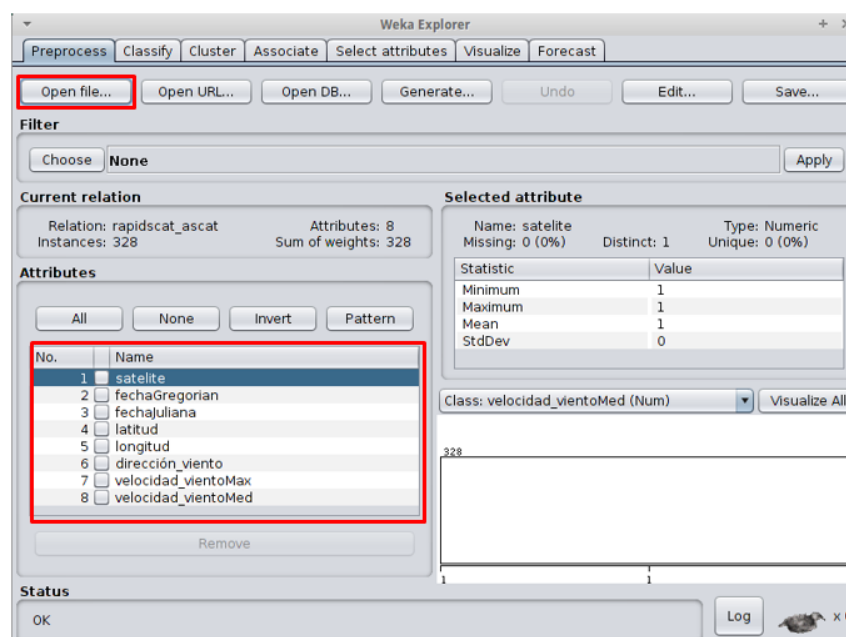 Weka Explorer
Preprocess Classify Cluster Associate Select attributes Visualize Forecast
Open file... Open URL... Open DB... Generate... Undo Edit... Save...
Filter
Choose None Apply
Current relation
Relation: rapidscat_ascat Attributes: 8
Instances: 328 Sum of weights: 328
Attributes
All None Invert Pattern
No. Name
1 satelite
2 fechaGregorian
3 fechaJuliana
4 latitud
5 longitud
6 dirección_viento
7 velocidad_vientoMax
8 velocidad_vientoMed
Remove
Selected attribute
Name: satelite Type: Numeric
Missing: 0 (0%) Distinct: 1 Unique: 0 (0%)
Statistic Value
Minimum 1
Maximum 1
Mean 1
StdDev 0
Class: velocidad_vientoMed (Num) Visualize All
328
1 1
Status
OK
Log x